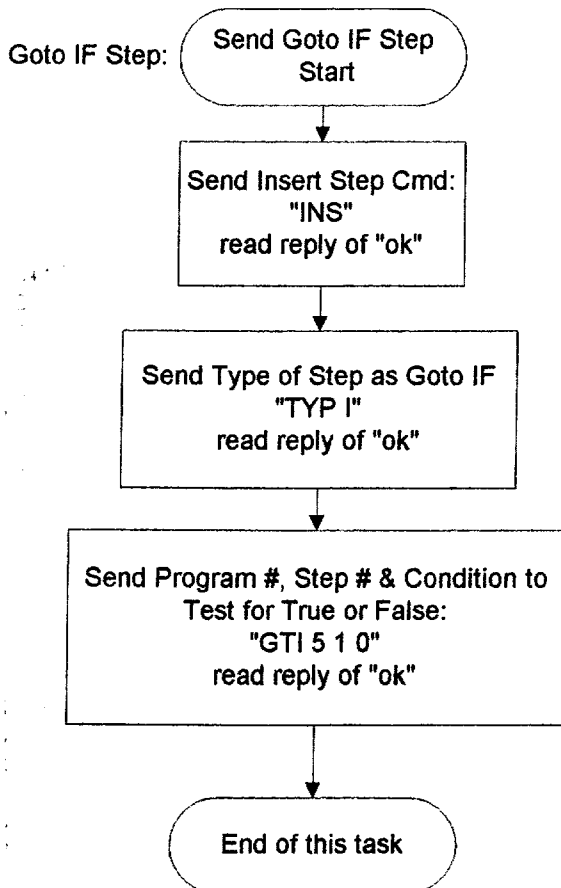 Goto IF Step:
Send Goto IF Step
Start
Send Insert Step Cmd:
"INS"
read reply of "ok"
Send Type of Step as Goto IF
"TYP I"
read reply of "ok"
Send Program #, Step # & Condition to
Test for True or False:
"GTI 5 1 0"
read reply of "ok"
End of this task